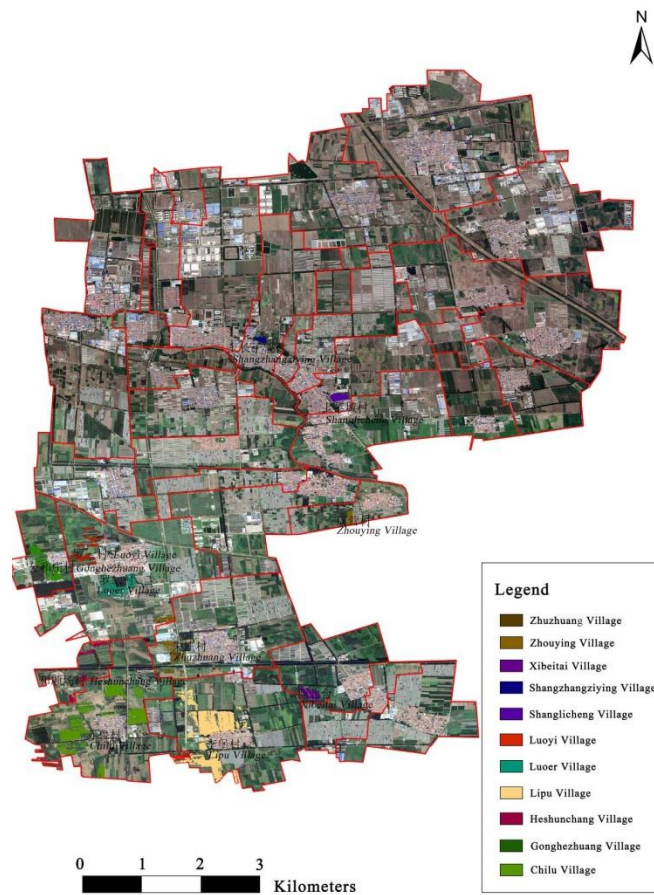 N
Shangzhangziying Village
Shanglicheng Village
Zhouying Village
Luoyi Village
Gonghezhuang Village
Luoer Village
Zhuzhuang Village
Heshunchang Village
Xibeitai Village
Chilu Village
Lipu Village
Legend
Zhuzhuang Village
Zhouying Village
Xibeitai Village
Shangzhangziying Village
Shanglicheng Village
Luoyi Village
Luoer Village
Lipu Village
Heshunchang Village
Gonghezhuang Village
Chilu Village
0 1 2 3
Kilometers